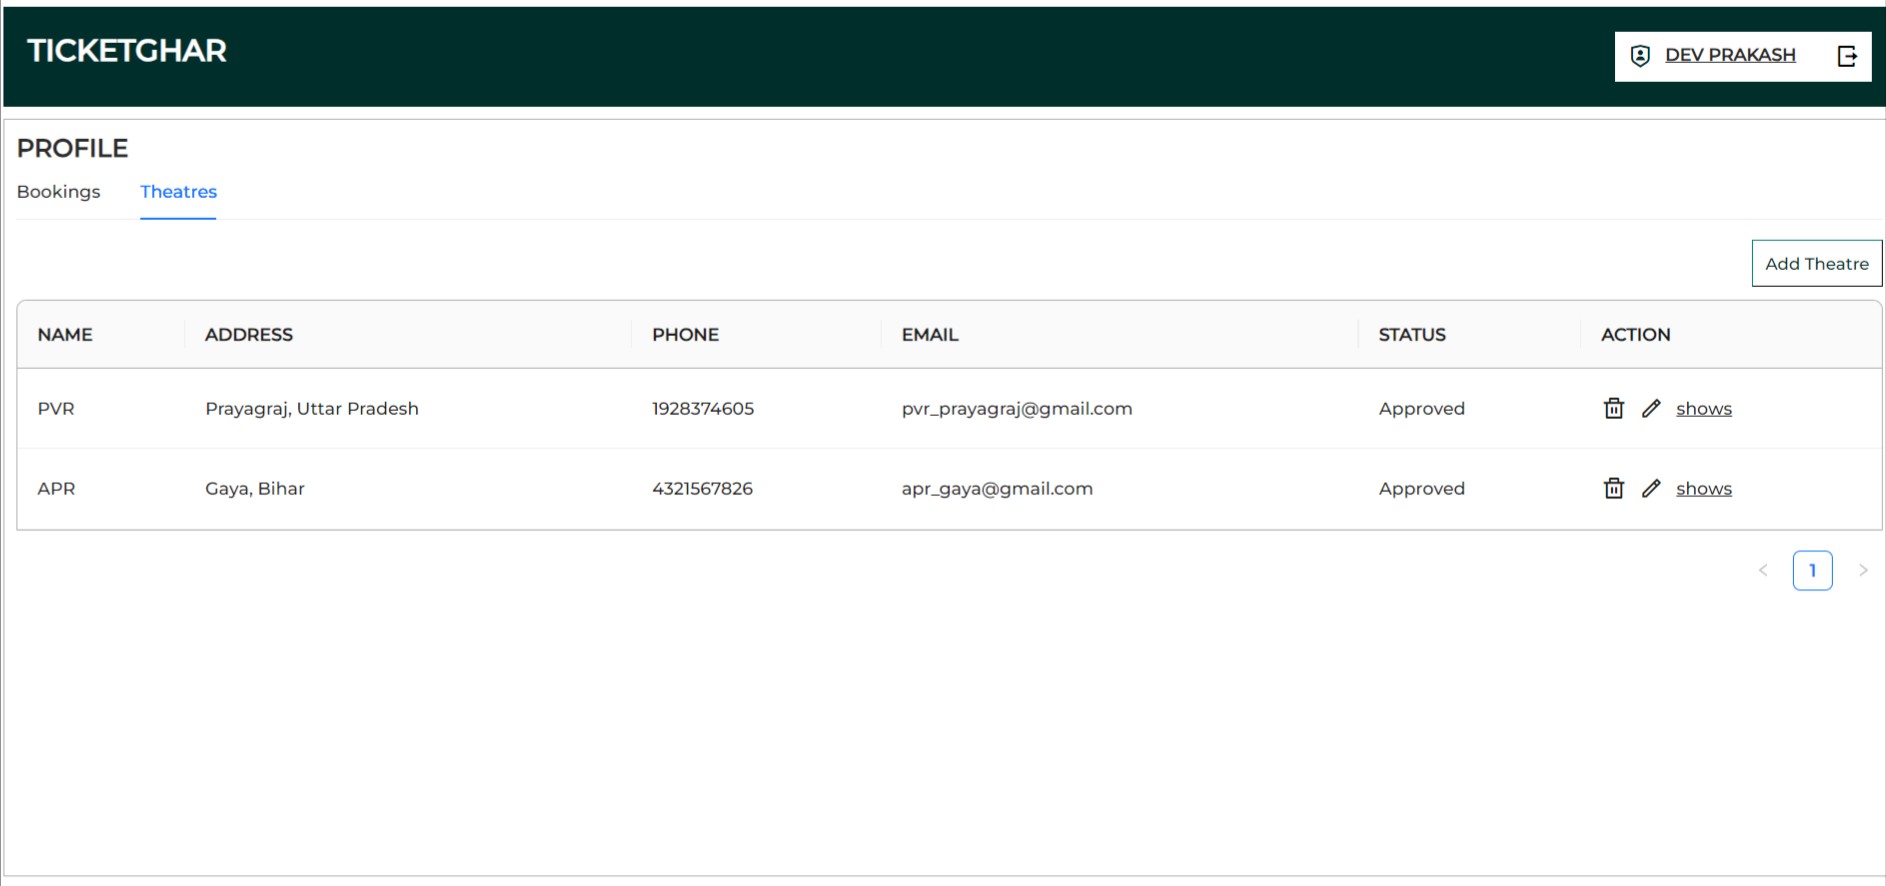 TICKETGHAR
DEV PRAKASH
PROFILE
Bookings Theatres
Add Theatre
NAME ADDRESS PHONE EMAIL STATUS ACTION
PVR Prayagraj, Uttar Pradesh 1928374605 pvr_prayagraj@gmail.com Approved shows
APR Gaya, Bihar 4321567826 apr_gaya@gmail.com Approved shows
< 1 >